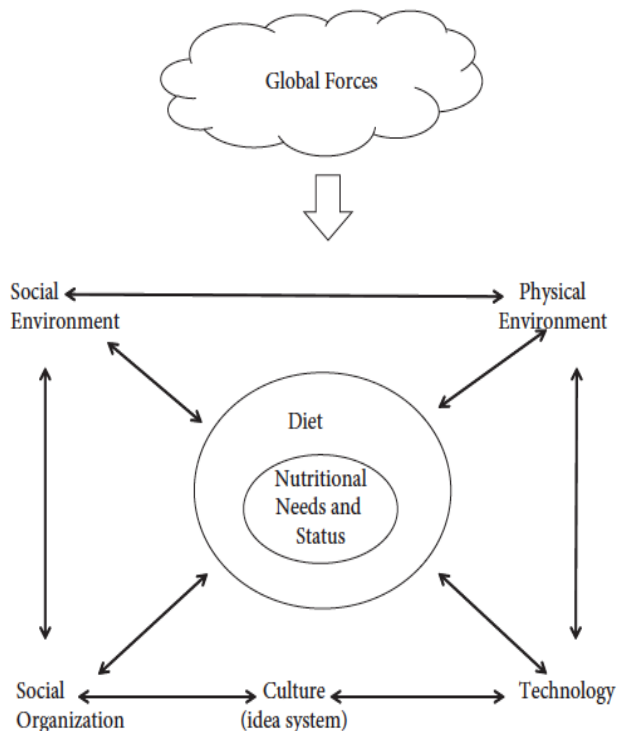 Global Forces
Social
Environment
Physical
Environment
Diet
Nutritional
Needs and
Status
Social
Organization
Culture
(idea system)
Technology